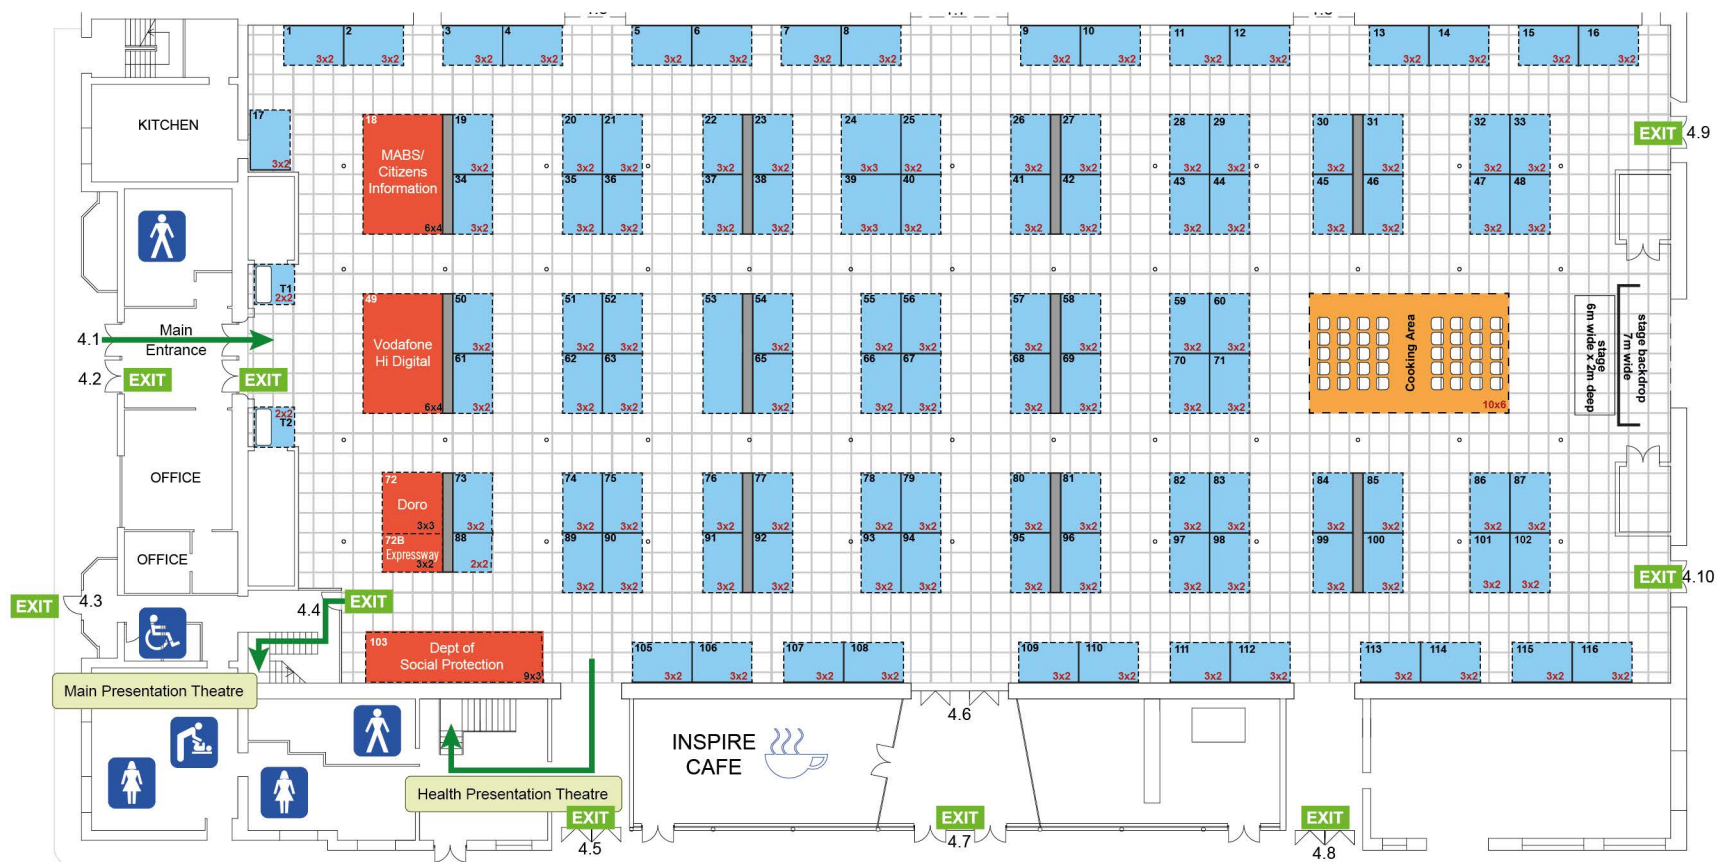 1 2 3 4 5 6 7 8 9 10 11 12 13 14 15 16
3x2 3x2 3x2 3x2 3x2 3x2 3x2 3x2 3x2 3x2 3x2 3x2 3x2 3x2 3x2 3x2
KITCHEN
17
3x2
18
MABS/
Citizens
Information
6x4
19 20 21 22 23 24 25 26 27 28 29 30 31 32 33
3x2 3x2 3x2 3x2 3x2 3x3 3x2 3x2 3x2 3x2 3x2 3x2 3x2 3x2 3x2
34 35 36 37 38 39 40 41 42 43 44 45 46 47 48
3x2 3x2 3x2 3x2 3x2 3x3 3x2 3x2 3x2 3x2 3x2 3x2 3x2 3x2 3x2
EXIT 4.9
T1
2x2
4.1
Main
Entrance
4.2
EXIT
EXIT
2x2
T2
49
Vodafone
Hi Digital
6x4
50 51 52 53 54 55 56 57 58 59 60
3x2 3x2 3x2 3x2 3x2 3x2 3x2 3x2 3x2 3x2
61 62 63 65 66 67 68 69 70 71
3x2 3x2 3x2 3x2 3x2 3x2 3x2 3x2 3x2 3x2
Cooking Area
10x6
stage
6m wide x 2m deep
stage backdrop
7m wide
OFFICE
OFFICE
72
Doro
3x3
72B
Expressway
3x2
73 74 75 76 77 78 79 80 81 82 83 84 85 86 87
3x2 3x2 3x2 3x2 3x2 3x2 3x2 3x2 3x2 3x2 3x2 3x2 3x2 3x2 3x2
88 89 90 91 92 93 94 95 96 97 98 99 100 101 102
2x2 3x2 3x2 3x2 3x2 3x2 3x2 3x2 3x2 3x2 3x2 3x2 3x2 3x2 3x2
EXIT 4.10
EXIT 4.3
4.4 EXIT
103
Dept of
Social Protection
9x3
105 106 107 108 109 110 111 112 113 114 115 116
3x2 3x2 3x2 3x2 3x2 3x2 3x2 3x2 3x2 3x2 3x2 3x2
Main Presentation Theatre
4.6
INSPIRE
CAFE
Health Presentation Theatre
EXIT
4.5
EXIT
4.7
EXIT
4.8